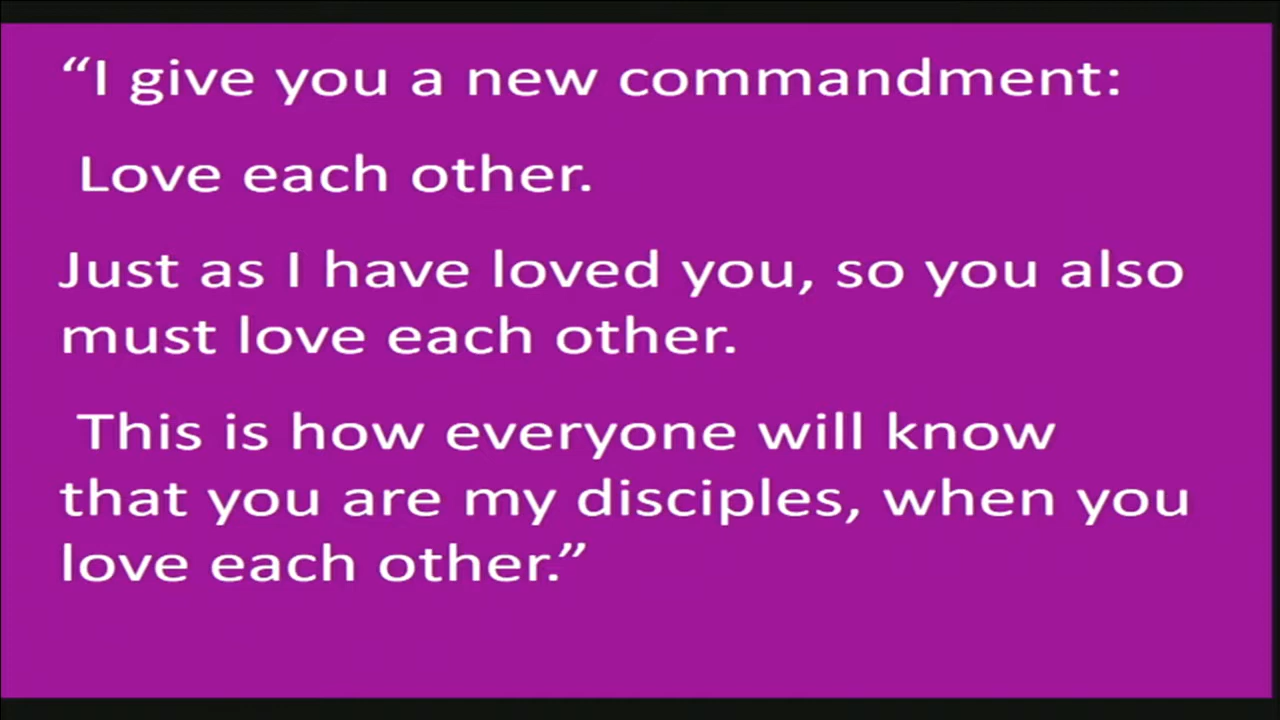 “I give you a new commandment:
Love each other.
Just as I have loved you, so you also
must love each other.
This is how everyone will know
that you are my disciples, when you
love each other.”